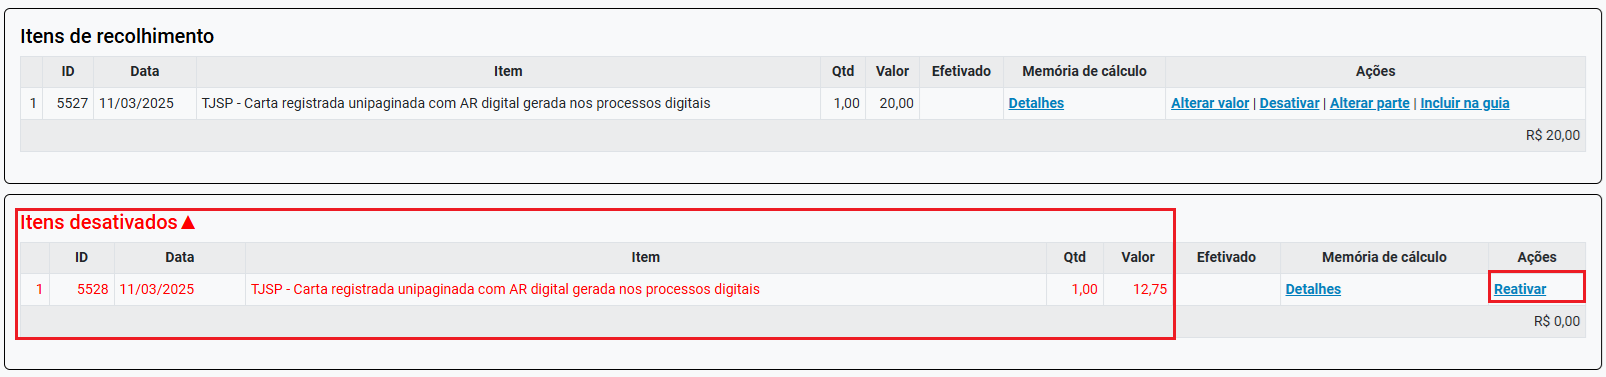 Itens de recolhimento
ID Data Item Qtd Valor Efetivado Memória de cálculo Ações
1 5527 11/03/2025 TJSP - Carta registrada unipaginada com AR digital gerada nos processos digitais 1,00 20,00 Detalhes Alterar valor | Desativar | Alterar parte | Incluir na guia
R$ 20,00
Itens desativados ▲
ID Data Item Qtd Valor Efetivado Memória de cálculo Ações
1 5528 11/03/2025 TJSP - Carta registrada unipaginada com AR digital gerada nos processos digitais 1,00 12,75 Detalhes Reativar
R$ 0,00